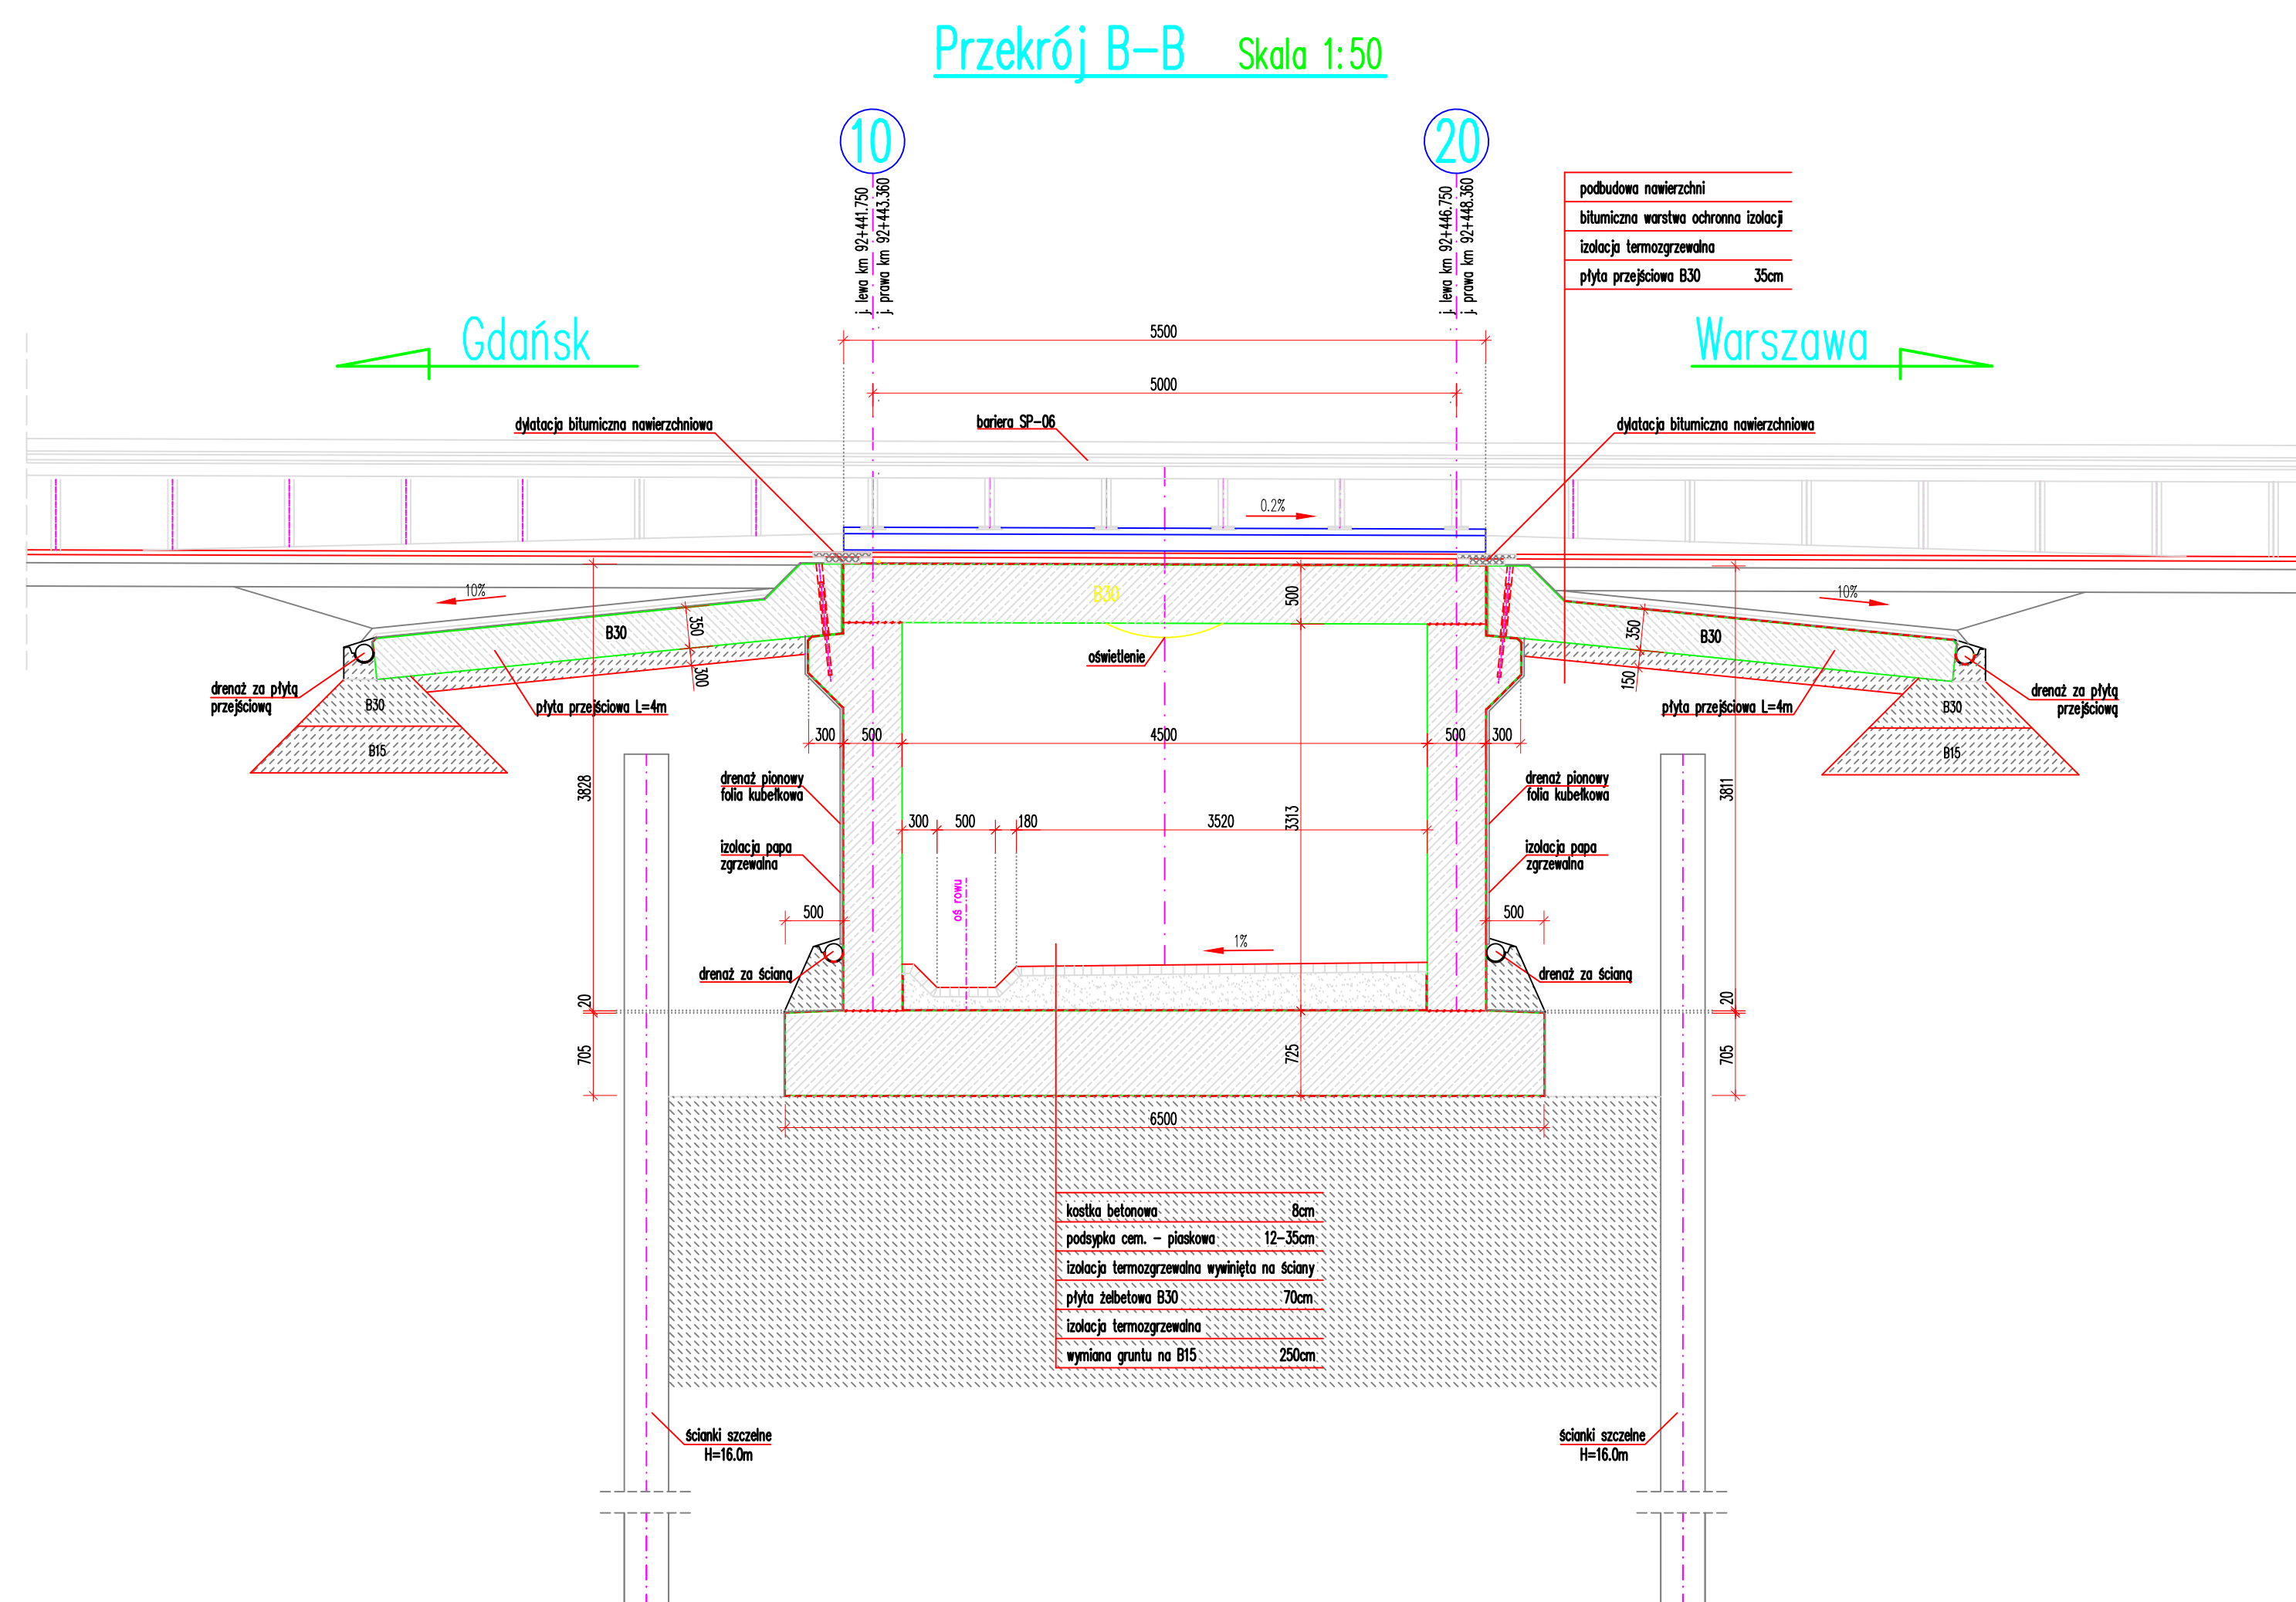 Przekrój B-B Skala 1:50
10
20
j. lewa km 92+441.750
j. prawa km 92+443.360
j. lewa km 92+446.750
j. prawa km 92+448.360
podbudowa nawierzchni
bitumiczna warstwa ochronna izolacji
izolacja termozgrzewalna
płyta przejściowa B30 35cm
Gdańsk
Warszawa
5500
5000
dylatacja bitumiczna nawierzchniowa
bariera SP-06
dylatacja bitumiczna nawierzchniowa
0.2%
10%
B30
500
10%
B30
350
300
oświetlenie
B30
350
150
drenaż za płytą
przejściową
B30
B15
płyta przejściowa L=4m
płyta przejściowa L=4m
drenaż za płytą
przejściową
B30
B15
300
500
4500
500
300
3828
3811
drenaż pionowy
folia kubełkowa
drenaż pionowy
folia kubełkowa
300
500
180
3520
3313
izolacja papa
zgrzewalna
izolacja papa
zgrzewalna
oś rowu
500
500
1%
drenaż za ścianą
drenaż za ścianą
20
20
705
725
705
6500
kostka betonowa 8cm
podsypka cem. - piaskowa 12-35cm
izolacja termozgrzewalna wywinięta na ściany
płyta żelbetowa B30 70cm
izolacja termozgrzewalna
wymiana gruntu na B15 250cm
ścianki szczelne
H=16.0m
ścianki szczelne
H=16.0m